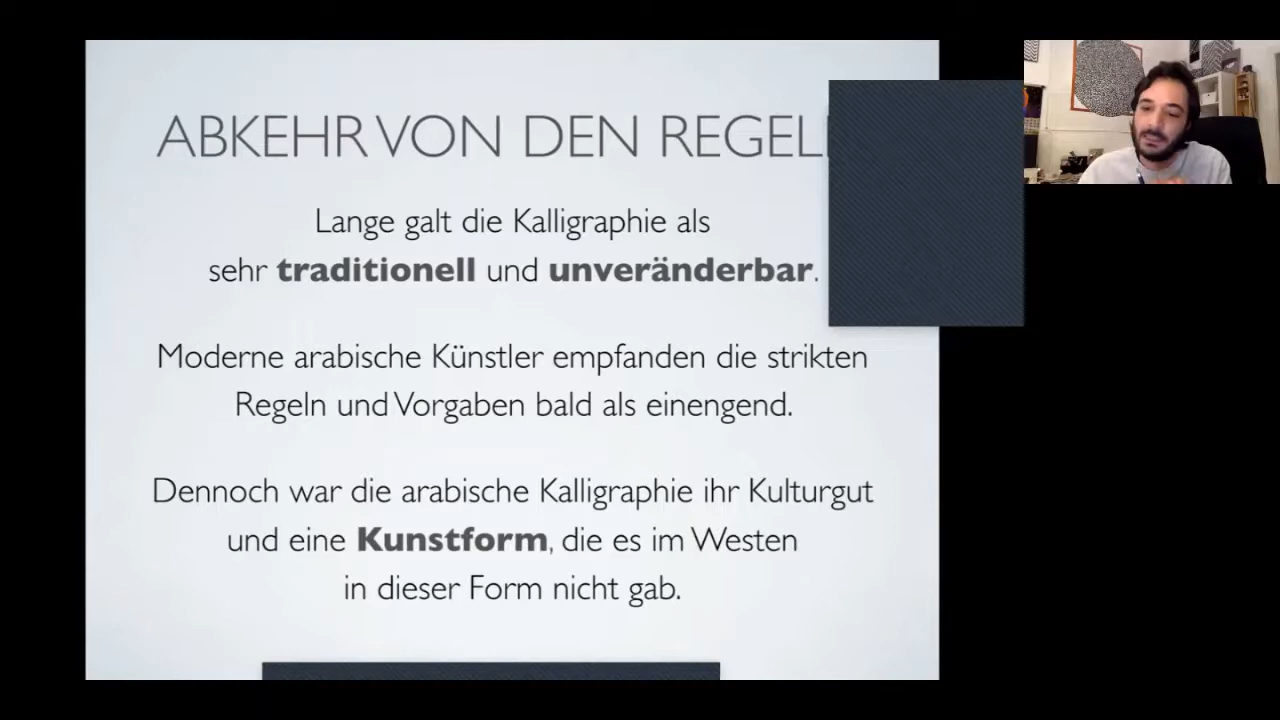 ABKEHR VON DEN REGEL
Lange galt die Kalligraphie als
sehr traditionell und unveränderbar.
Moderne arabische Künstler empfanden die strikten
Regeln und Vorgaben bald als einengend.
Dennoch war die arabische Kalligraphie ihr Kulturgut
und eine Kunstform, die es im Westen
in dieser Form nicht gab.